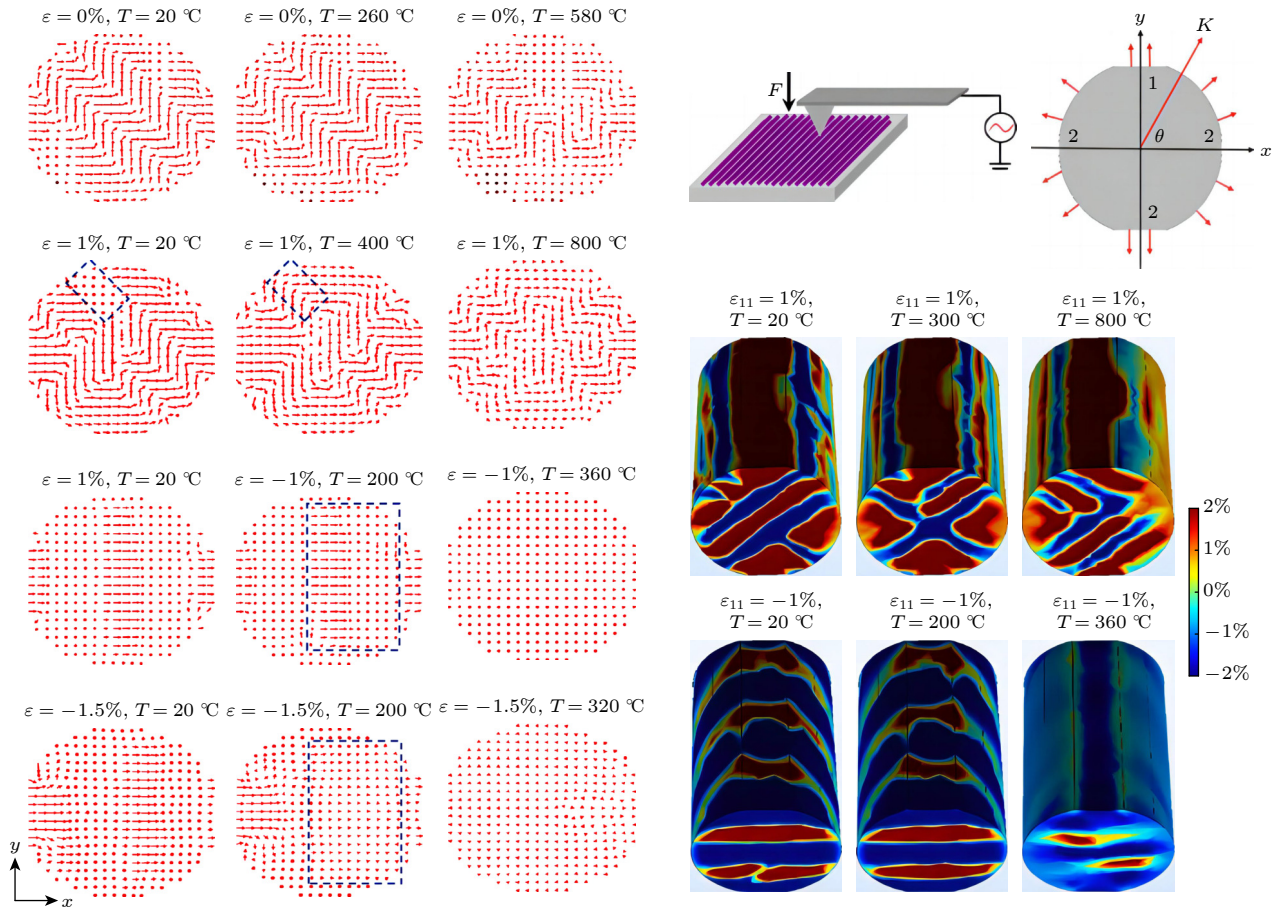 ε = 0%, T = 20 ℃
ε = 0%, T = 260 ℃
ε = 0%, T = 580 ℃
ε = 1%, T = 20 ℃
ε = 1%, T = 400 ℃
ε = 1%, T = 800 ℃
ε = 1%, T = 20 ℃
ε = −1%, T = 200 ℃
ε = −1%, T = 360 ℃
ε = −1.5%, T = 20 ℃
ε = −1.5%, T = 200 ℃
ε = −1.5%, T = 320 ℃
y
x
F
y
K
1
2
θ
2
x
2
ε11 = 1%,
T = 20 ℃
ε11 = 1%,
T = 300 ℃
ε11 = 1%,
T = 800 ℃
2%
1%
0%
−1%
−2%
ε11 = −1%,
T = 20 ℃
ε11 = −1%,
T = 200 ℃
ε11 = −1%,
T = 360 ℃